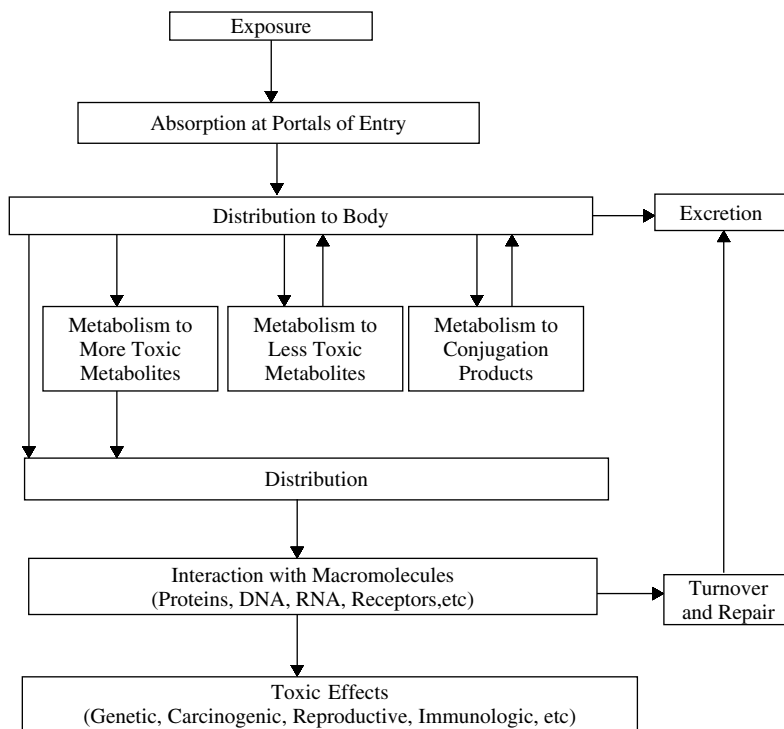 Exposure
Absorption at Portals of Entry
Distribution to Body
Excretion
Metabolism to
More Toxic
Metabolites
Metabolism to
Less Toxic
Metabolites
Metabolism to
Conjugation
Products
Distribution
Interaction with Macromolecules
(Proteins, DNA, RNA, Receptors,etc)
Turnover
and Repair
Toxic Effects
(Genetic, Carcinogenic, Reproductive, Immunologic, etc)